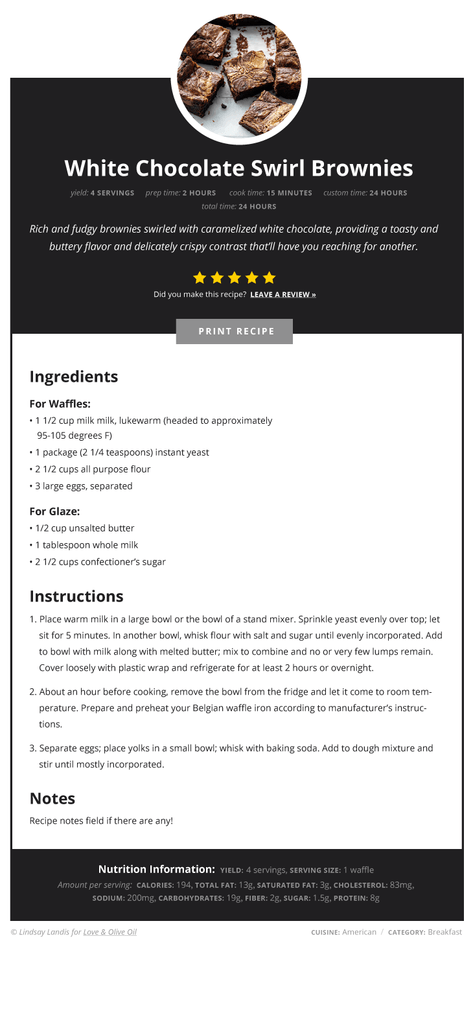 White Chocolate Swirl Brownies
yield: 4 SERVINGS prep time: 2 HOURS cook time: 15 MINUTES custom time: 24 HOURS
total time: 24 HOURS
Rich and fudgy brownies swirled with caramelized white chocolate, providing a toasty and
buttery flavor and delicately crispy contrast that'll have you reaching for another.
Did you make this recipe? LEAVE A REVIEW »
PRINT RECIPE
Ingredients
For Waffles:
• 1 1/2 cup milk milk, lukewarm (headed to approximately
95-105 degrees F)
• 1 package (2 1/4 teaspoons) instant yeast
• 2 1/2 cups all purpose flour
• 3 large eggs, separated
For Glaze:
• 1/2 cup unsalted butter
• 1 tablespoon whole milk
• 2 1/2 cups confectioner's sugar
Instructions
1. Place warm milk in a large bowl or the bowl of a stand mixer. Sprinkle yeast evenly over top; let
sit for 5 minutes. In another bowl, whisk flour with salt and sugar until evenly incorporated. Add
to bowl with milk along with melted butter; mix to combine and no or very few lumps remain.
Cover loosely with plastic wrap and refrigerate for at least 2 hours or overnight.
2. About an hour before cooking, remove the bowl from the fridge and let it come to room tem-
perature. Prepare and preheat your Belgian waffle iron according to manufacturer's instruc-
tions.
3. Separate eggs; place yolks in a small bowl; whisk with baking soda. Add to dough mixture and
stir until mostly incorporated.
Notes
Recipe notes field if there are any!
Nutrition Information: YIELD: 4 servings, SERVING SIZE: 1 waffle
Amount per serving: CALORIES: 194, TOTAL FAT: 13g, SATURATED FAT: 3g, CHOLESTEROL: 83mg,
SODIUM: 200mg, CARBOHYDRATES: 19g, FIBER: 2g, SUGAR: 1.5g, PROTEIN: 8g
© Lindsay Landis for Love & Olive Oil
CUISINE: American / CATEGORY: Breakfast